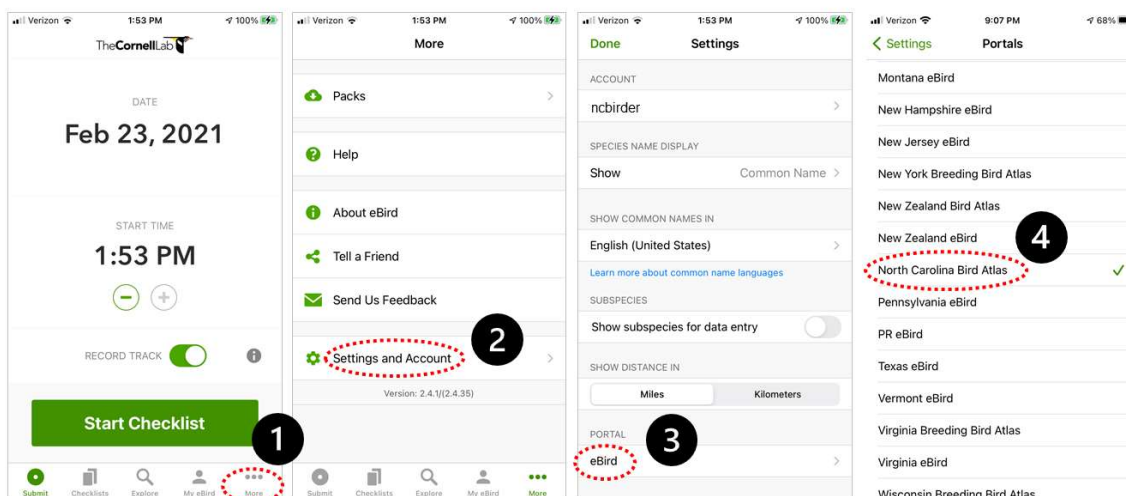 Verizon 1:53 PM 100%
TheCornellLab
DATE
Feb 23, 2021
START TIME
1:53 PM
RECORD TRACK
Start Checklist
1
Submit Checklists Explore My eBird More
Verizon 1:53 PM 100%
More
Packs
Help
About eBird
Tell a Friend
Send Us Feedback
2
Settings and Account
Version: 2.4.1/(2.4.35)
Submit Checklists Explore My eBird More
Verizon 1:53 PM 100%
Done Settings
ACCOUNT
ncbirder
SPECIES NAME DISPLAY
Show Common Name
SHOW COMMON NAMES IN
English (United States)
Learn more about common name languages
SUBSPECIES
Show subspecies for data entry
SHOW DISTANCE IN
Miles Kilometers
PORTAL
3
eBird
Verizon 9:07 PM 68%
Settings Portals
Montana eBird
New Hampshire eBird
New Jersey eBird
New York Breeding Bird Atlas
New Zealand Bird Atlas
New Zealand eBird
4
North Carolina Bird Atlas
Pennsylvania eBird
PR eBird
Texas eBird
Vermont eBird
Virginia Breeding Bird Atlas
Virginia eBird
Wisconsin Breeding Bird Atlas